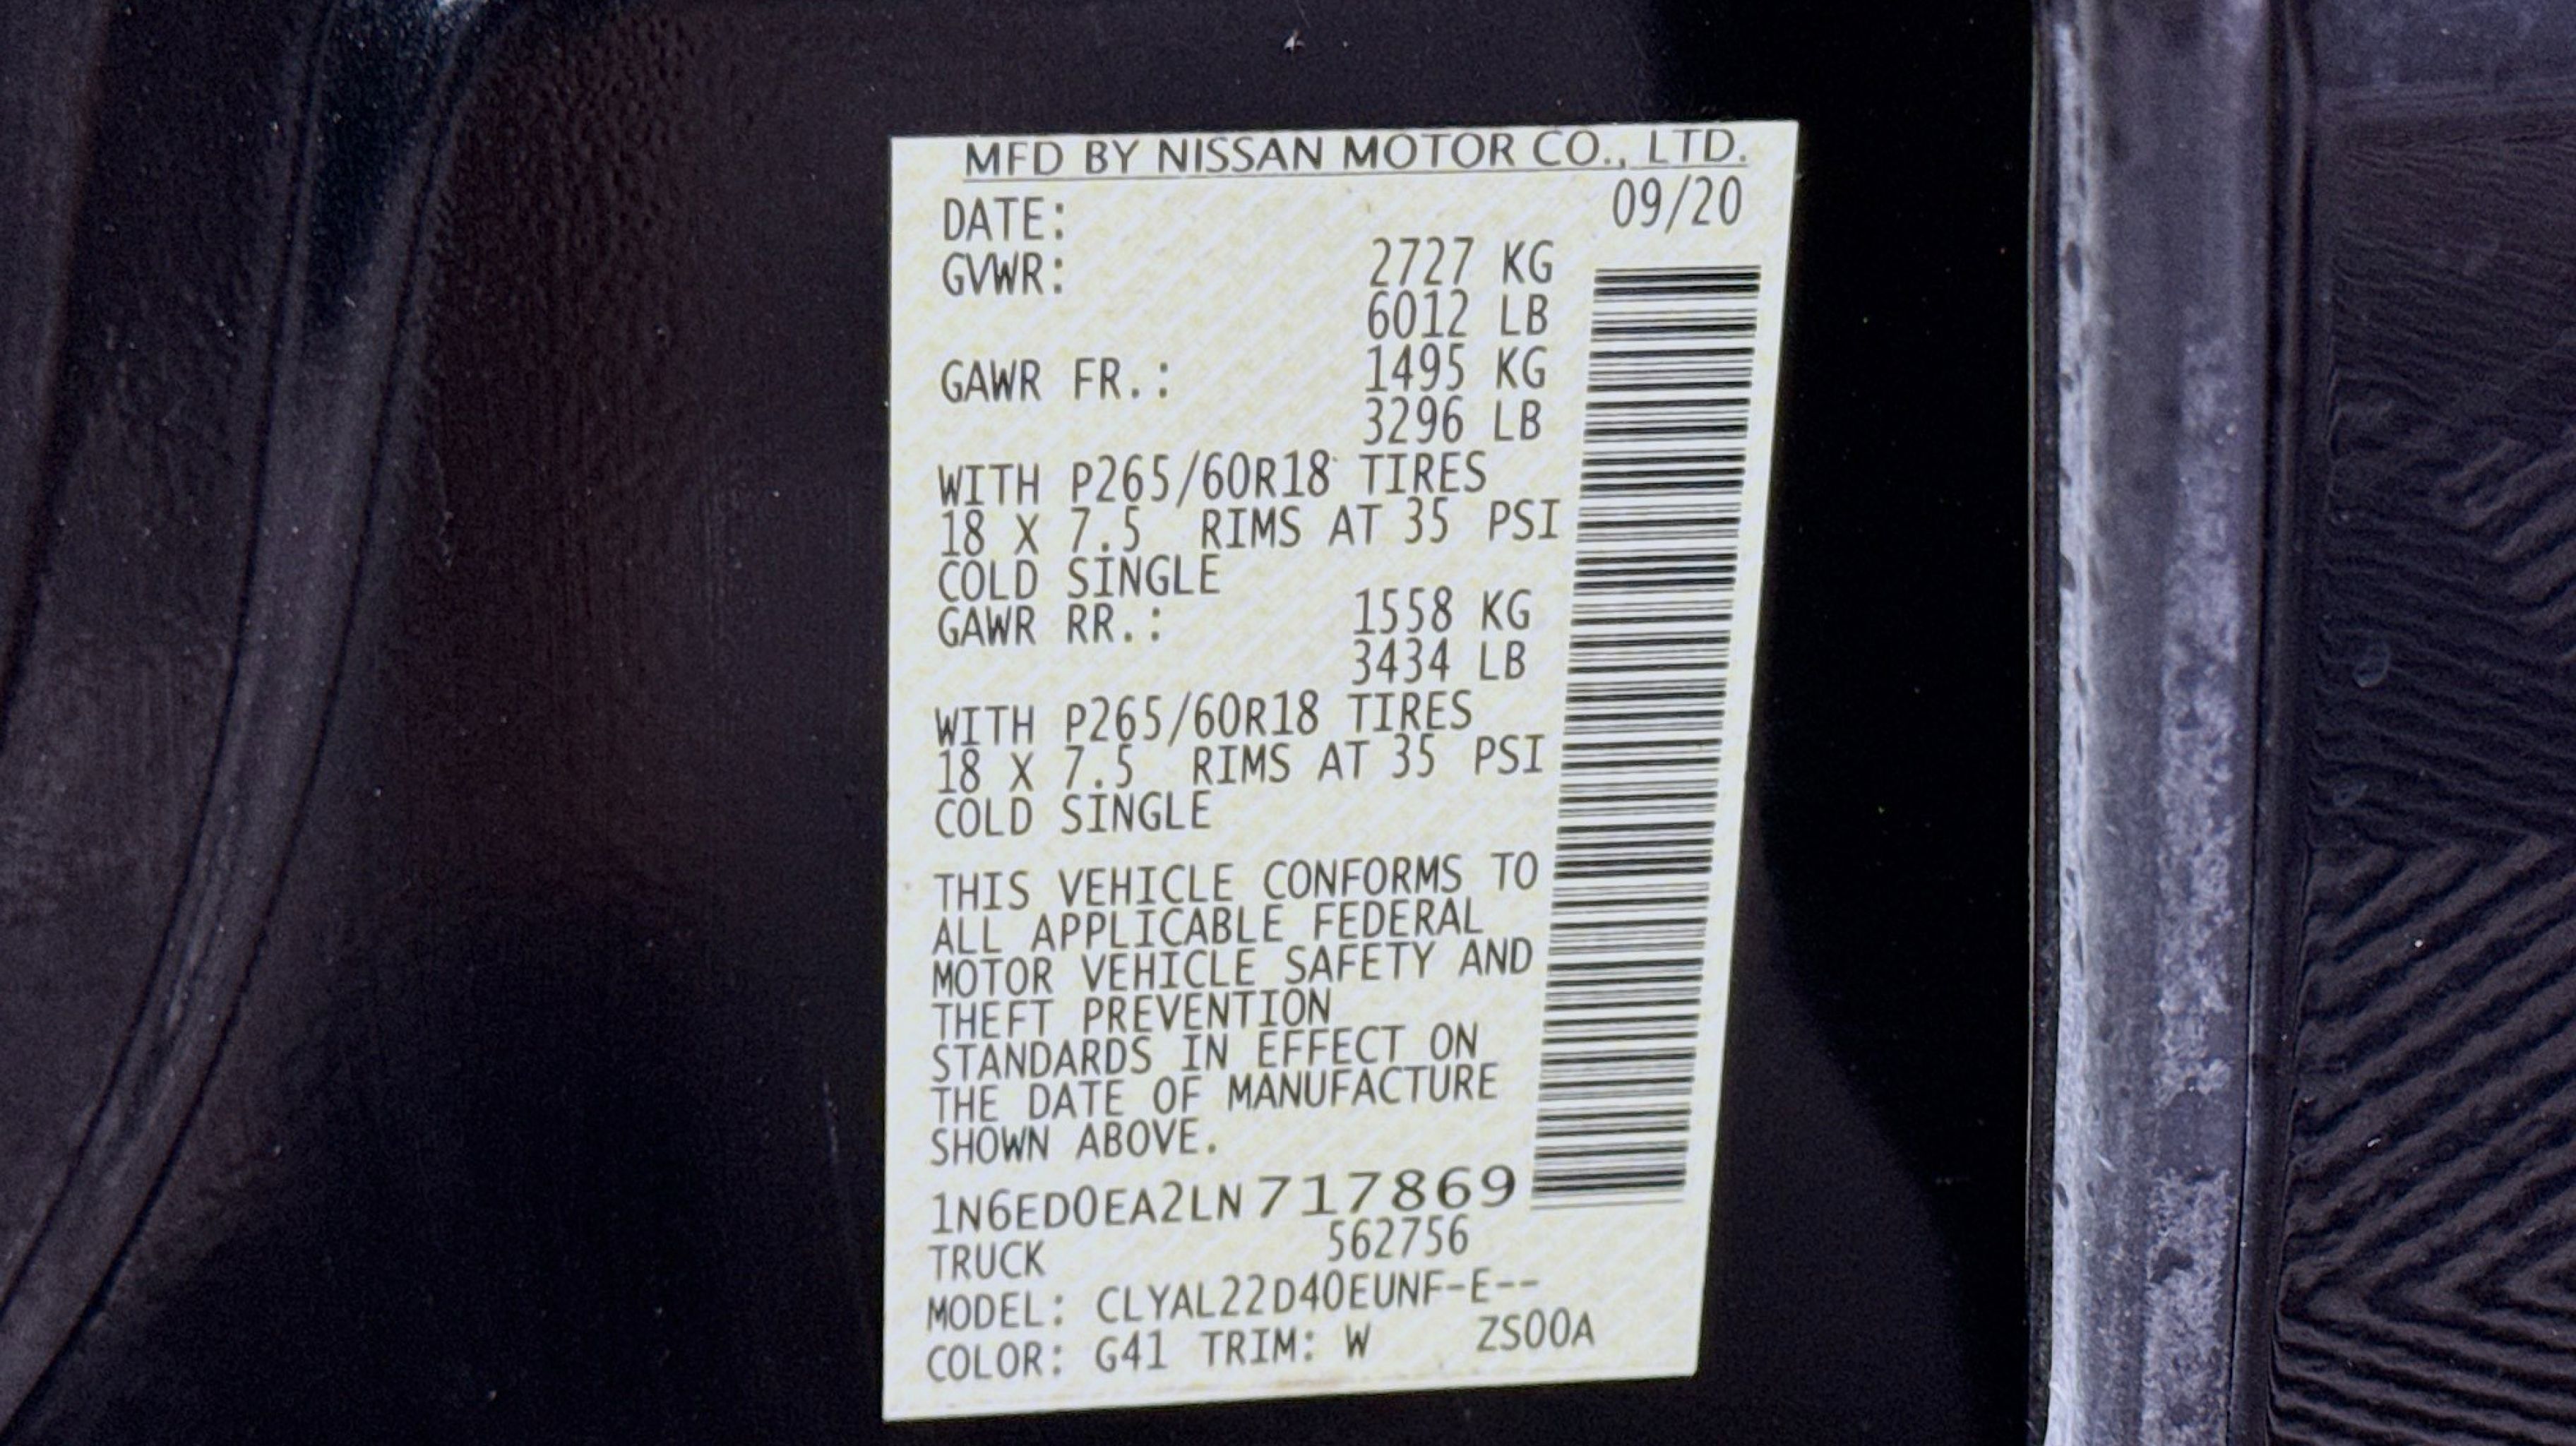 MFD BY NISSAN MOTOR CO., LTD.
DATE: 09/20
GVWR: 2727 KG
6012 LB
GAWR FR.: 1495 KG
3296 LB
WITH P265/60R18 TIRES
18 X 7.5 RIMS AT 35 PSI
COLD SINGLE
GAWR RR.: 1558 KG
3434 LB
WITH P265/60R18 TIRES
18 X 7.5 RIMS AT 35 PSI
COLD SINGLE
THIS VEHICLE CONFORMS TO
ALL APPLICABLE FEDERAL
MOTOR VEHICLE SAFETY AND
THEFT PREVENTION
STANDARDS IN EFFECT ON
THE DATE OF MANUFACTURE
SHOWN ABOVE.
1N6ED0EA2LN717869
TRUCK 562756
MODEL: CLYAL22D40EUNF-E--
COLOR: G41 TRIM: W ZS00A